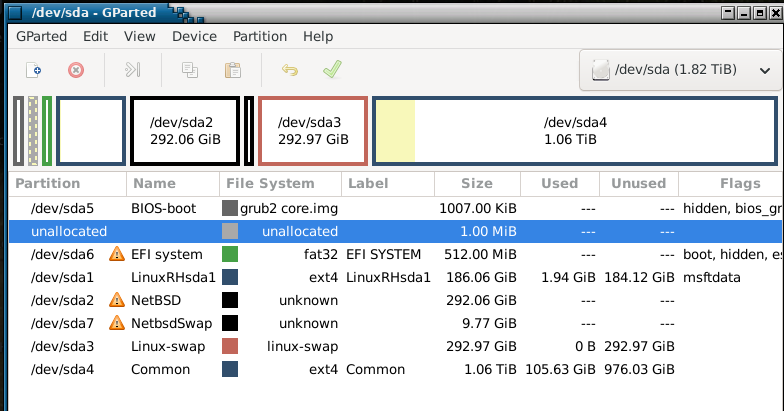 /dev/sda - GParted
GParted Edit View Device Partition Help
/dev/sda (1.82 TiB)
/dev/sda2 /dev/sda3 /dev/sda4
292.06 GiB 292.97 GiB 1.06 TiB
Partition Name File System Label Size Used Unused Flags
/dev/sda5 BIOS-boot grub2 core.img 1007.00 KiB --- --- hidden, bios_gr
unallocated unallocated 1.00 MiB --- ---
/dev/sda6 EFI system fat32 EFI SYSTEM 512.00 MiB --- --- boot, hidden, es
/dev/sda1 LinuxRHsda1 ext4 LinuxRHsda1 186.06 GiB 1.94 GiB 184.12 GiB msftdata
/dev/sda2 NetBSD unknown 292.06 GiB --- ---
/dev/sda7 NetbsdSwap unknown 9.77 GiB --- ---
/dev/sda3 Linux-swap linux-swap 292.97 GiB 0 B 292.97 GiB
/dev/sda4 Common ext4 Common 1.06 TiB 105.63 GiB 976.03 GiB